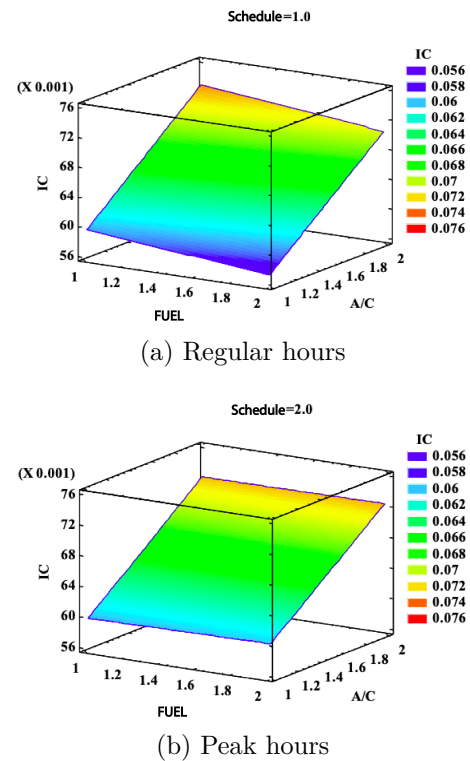 Schedule=1.0
IC
0.056
0.058
0.06
0.062
0.064
0.066
0.068
0.07
0.072
0.074
0.076
(X 0.001)
76
72
68
64
60
56
IC
1 1.2 1.4 1.6 1.8 2
FUEL
1 1.2 1.4 1.6 1.8 2
A/C
(a) Regular hours
Schedule=2.0
IC
0.056
0.058
0.06
0.062
0.064
0.066
0.068
0.07
0.072
0.074
0.076
(X 0.001)
76
72
68
64
60
56
IC
1 1.2 1.4 1.6 1.8 2
FUEL
1 1.2 1.4 1.6 1.8 2
A/C
(b) Peak hours